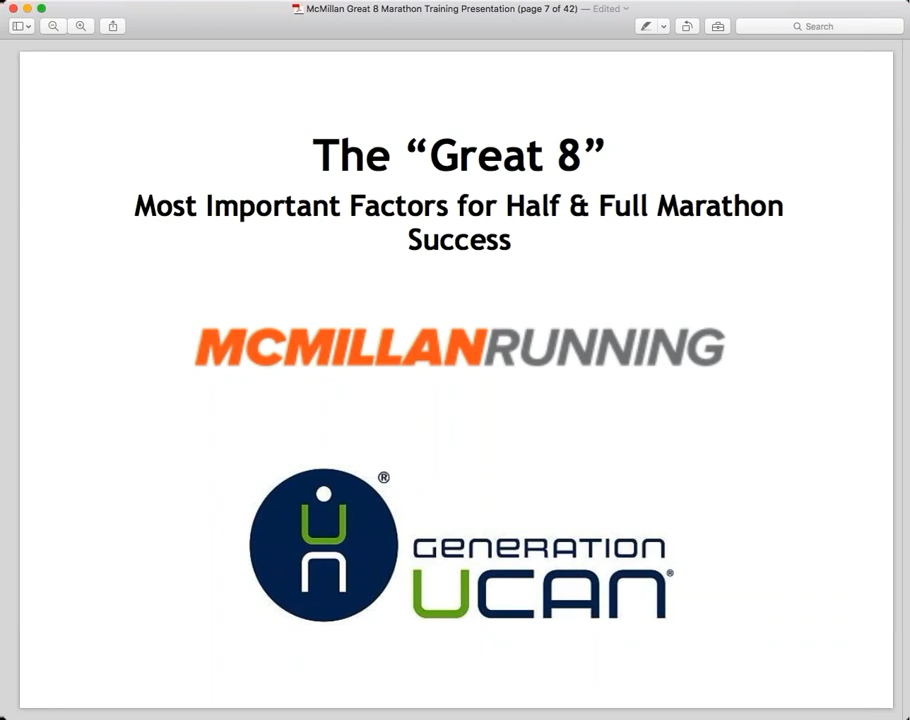 McMillan Great 8 Marathon Training Presentation (page 7 of 42) — Edited
Search
The “Great 8”
Most Important Factors for Half & Full Marathon
Success
MCMILLANRUNNING
un
®
GENERATION
UCAN®